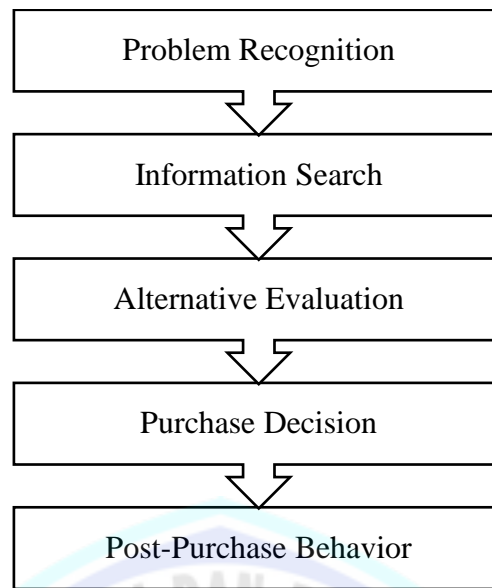 Problem Recognition
Information Search
Alternative Evaluation
Purchase Decision
Post-Purchase Behavior